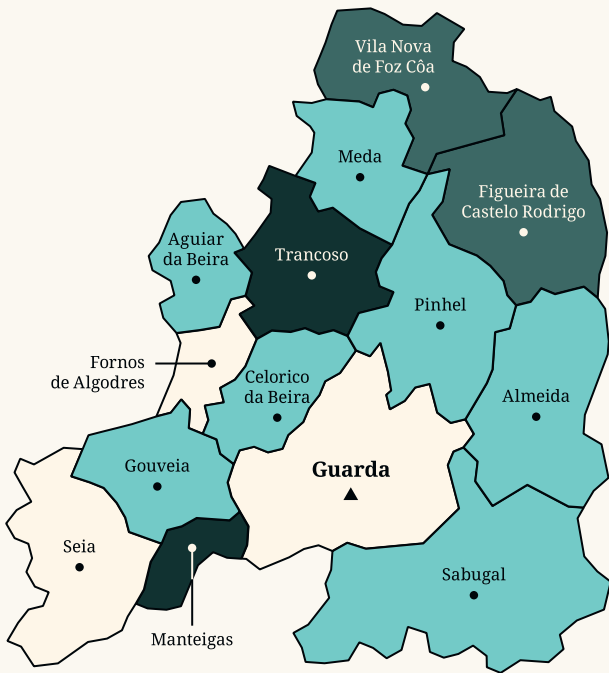 Vila Nova
de Foz Côa
Meda
Figueira de
Castelo Rodrigo
Aguiar
da Beira
Trancoso
Pinhel
Fornos
de Algodres
Celorico
da Beira
Almeida
Gouveia
Guarda
Seia
Sabugal
Manteigas